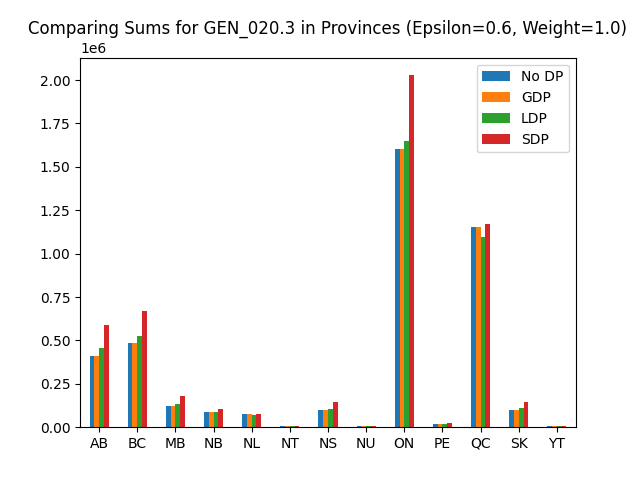 Comparing Sums for GEN_020.3 in Provinces (Epsilon=0.6, Weight=1.0)
1e6
No DP
GDP
LDP
SDP
2.00
1.75
1.50
1.25
1.00
0.75
0.50
0.25
0.00
AB BC MB NB NL NT NS NU ON PE QC SK YT